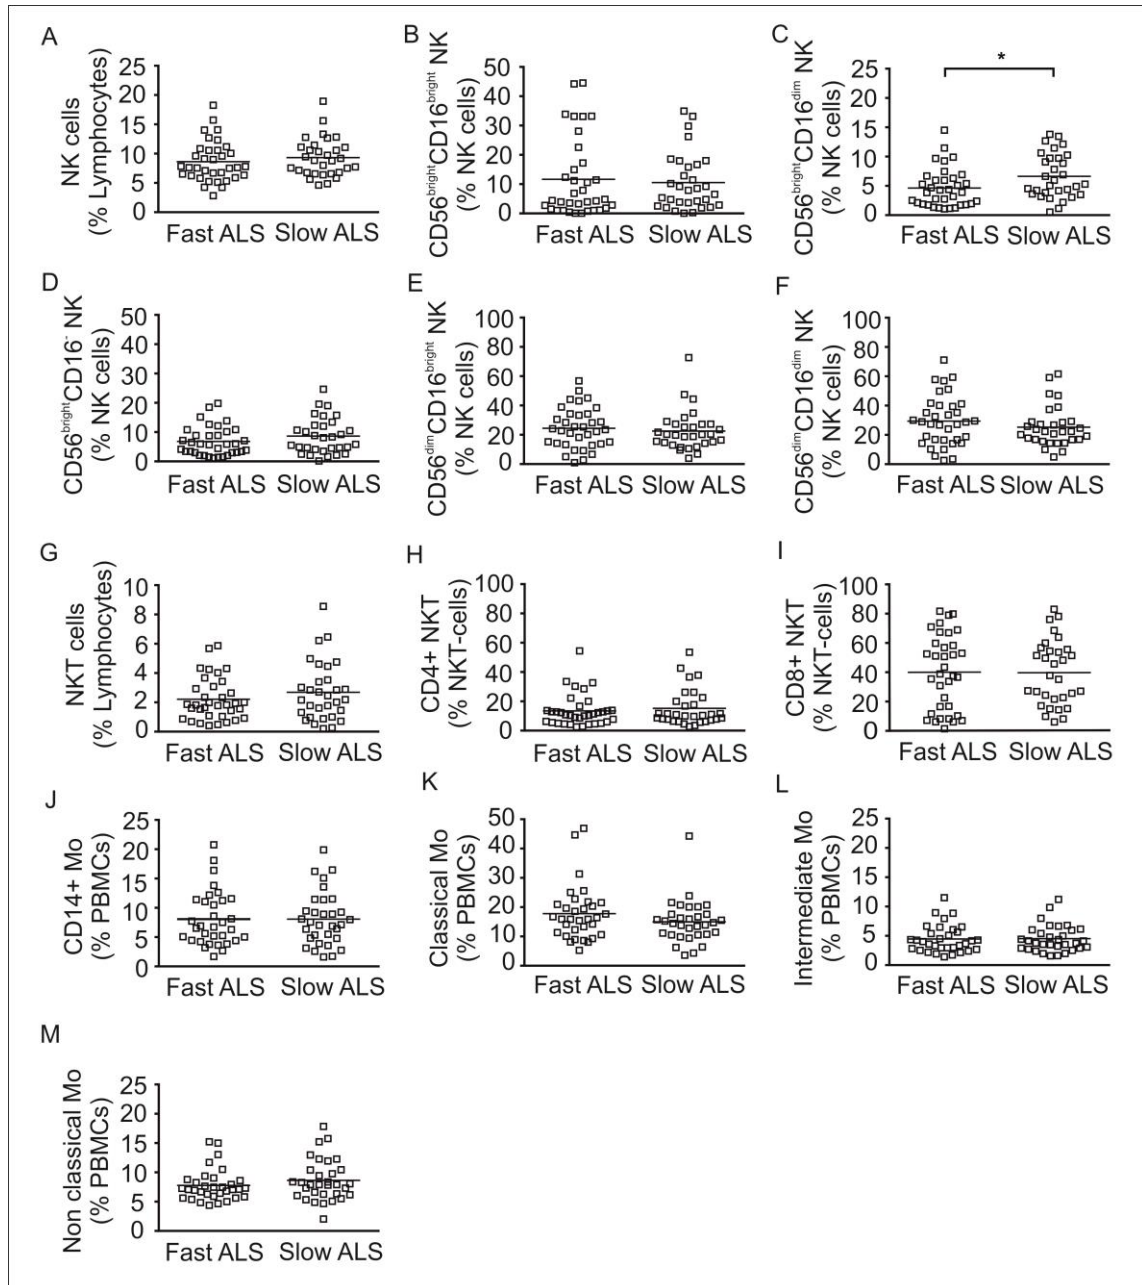 A
NK cells
(% Lymphocytes)
25
20
15
10
5
0
Fast ALS Slow ALS
B
CD56brightCD16bright NK
(% NK cells)
50
40
30
20
10
0
Fast ALS Slow ALS
C
CD56brightCD16dim NK
(% NK cells)
25
20
15
10
5
0
*
Fast ALS Slow ALS
D
CD56brightCD16- NK
(% NK cells)
50
40
30
20
10
0
Fast ALS Slow ALS
E
CD56dimCD16bright NK
(% NK cells)
100
80
60
40
20
0
Fast ALS Slow ALS
F
CD56dimCD16dim NK
(% NK cells)
100
80
60
40
20
0
Fast ALS Slow ALS
G
NKT cells
(% Lymphocytes)
10
8
6
4
2
0
Fast ALS Slow ALS
H
CD4+ NKT
(% NKT-cells)
100
80
60
40
20
0
Fast ALS Slow ALS
I
CD8+ NKT
(% NKT-cells)
100
80
60
40
20
0
Fast ALS Slow ALS
J
CD14+ Mo
(% PBMCs)
25
20
15
10
5
0
Fast ALS Slow ALS
K
Classical Mo
(% PBMCs)
50
40
30
20
10
0
Fast ALS Slow ALS
L
Intermediate Mo
(% PBMCs)
25
20
15
10
5
0
Fast ALS Slow ALS
M
Non classical Mo
(% PBMCs)
25
20
15
10
5
0
Fast ALS Slow ALS